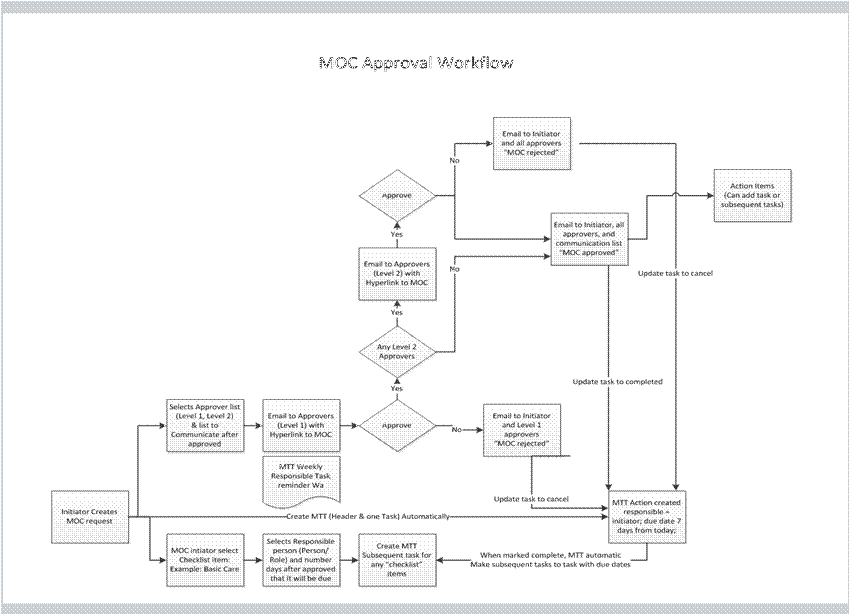 MOC Approval Workflow
Email to Initiator
and all approvers
"MOC rejected"
No
Approve
Action Items
(Can add task or
subsequent tasks)
Yes
Email to Initiator, all
approvers, and
communication list
"MOC approved"
Email to Approvers
(Level 2) with
Hyperlink to MOC
No
Update task to cancel
Yes
Any Level 2
Approvers
Update task to completed
Yes
Selects Approver list
(Level 1, Level 2)
& list to
Communicate after
approved
Email to Approvers
(Level 1) with
Hyperlink to MOC
Approve
No
Email to Initiator
and Level 1
approvers
"MOC rejected"
MTT Weekly
Responsible Task
reminder Wa
Update task to cancel
Initiator Creates
MOC request
Create MTT (Header & one Task) Automatically
MTT Action created
responsible =
initiator; due date 7
days from today;
MOC intiator select
Checklist item:
Example: Basic Care
Selects Responsible
person (Person/
Role) and number
days after approved
that it will be due
Create MTT
Subsequent task for
any "checklist"
items
When marked complete, MTT automatic
Make subsequent tasks to task with due dates